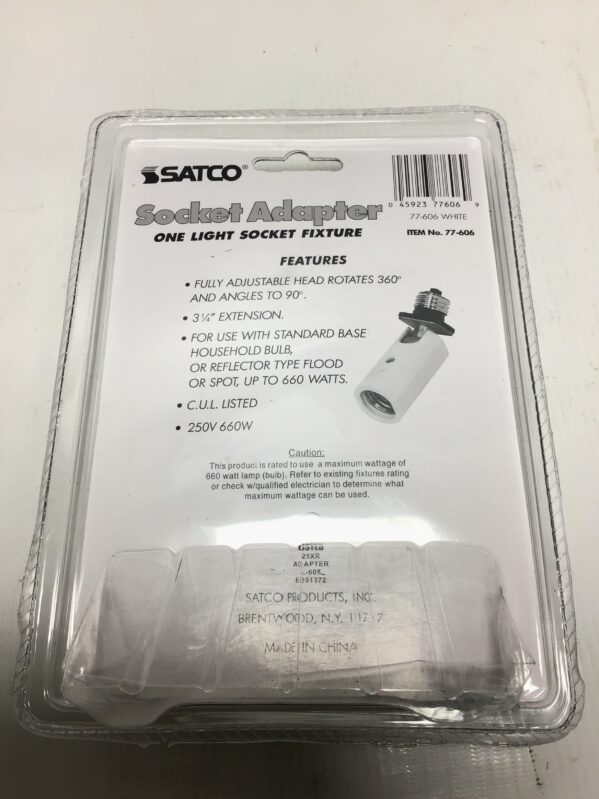 SATCO®
0 45923 77606 9
Socket Adapter
77-606 WHITE
ONE LIGHT SOCKET FIXTURE
ITEM No. 77-606
FEATURES
• FULLY ADJUSTABLE HEAD ROTATES 360°
AND ANGLES TO 90°.
• 3¼" EXTENSION.
• FOR USE WITH STANDARD BASE
HOUSEHOLD BULB,
OR REFLECTOR TYPE FLOOD
OR SPOT, UP TO 660 WATTS.
• C.U.L. LISTED
• 250V 660W
Caution:
This product is rated to use a maximum wattage of
660 watt lamp (bulb). Refer to existing fixtures rating
or check w/qualified electrician to determine what
maximum wattage can be used.
LISTED
25XR
ADAPTER
E-
SATCO PRODUCTS, INC.
BRENTWOOD, N.Y.
MADE IN CHINA